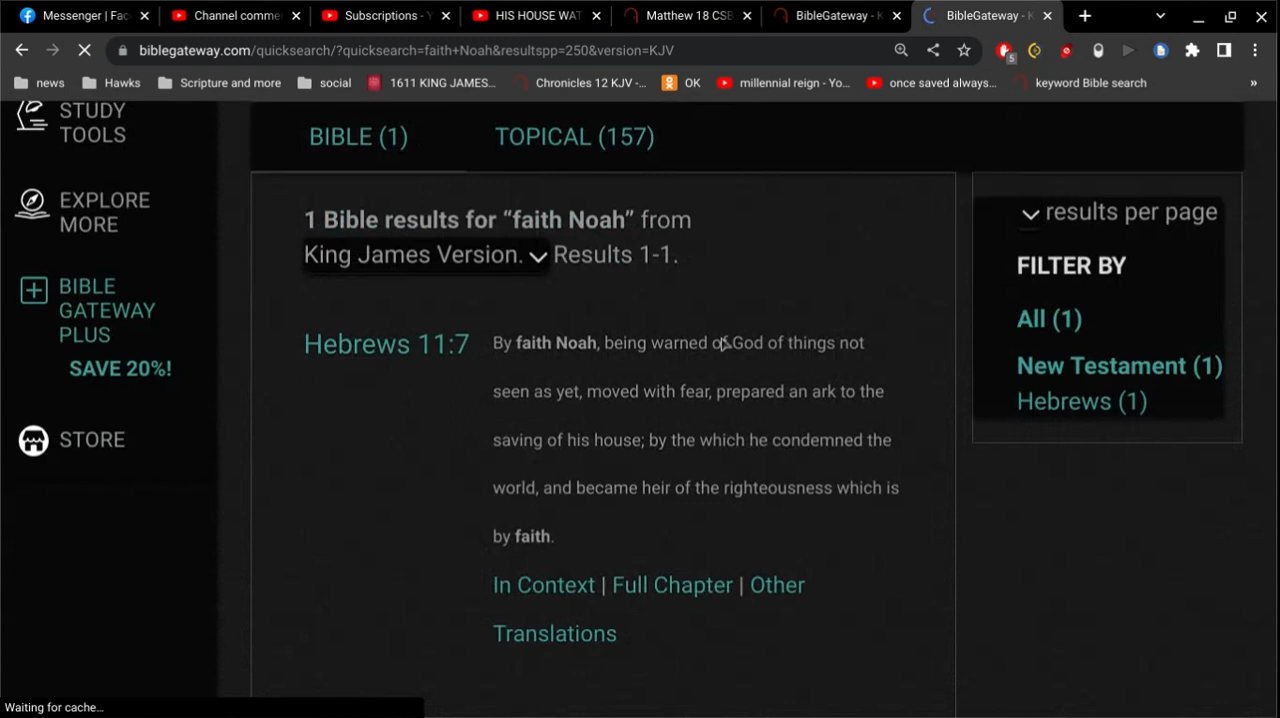 Messenger | Fac
Channel comme
Subscriptions - Y
HIS HOUSE WAT
Matthew 18 CSB
BibleGateway - K
BibleGateway - K
biblegateway.com/quicksearch/?quicksearch=faith+Noah&resultspp=250&version=KJV
5
news
Hawks
Scripture and more
social
1611 KING JAMES...
Chronicles 12 KJV -...
OK
millennial reign - Yo...
once saved always...
keyword Bible search
»
STUDY
TOOLS
EXPLORE
MORE
BIBLE
GATEWAY
PLUS
SAVE 20%!
STORE
BIBLE (1)
TOPICAL (157)
1 Bible results for “faith Noah” from
King James Version. Results 1-1.
Hebrews 11:7
By faith Noah, being warned of God of things not
seen as yet, moved with fear, prepared an ark to the
saving of his house; by the which he condemned the
world, and became heir of the righteousness which is
by faith.
In Context | Full Chapter | Other
Translations
results per page
FILTER BY
All (1)
New Testament (1)
Hebrews (1)
Waiting for cache...